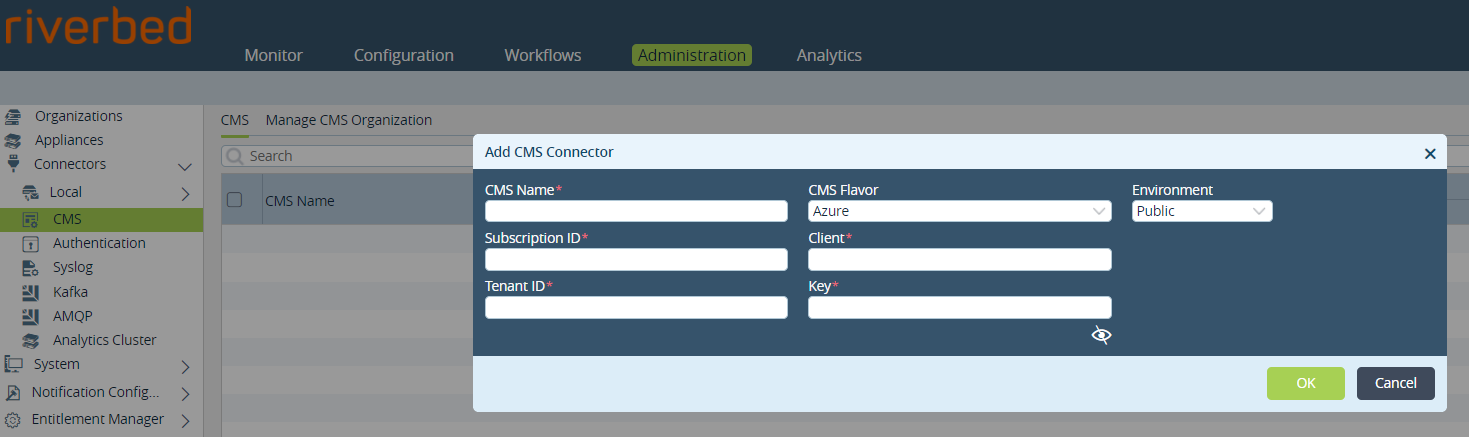 riverbed
Monitor Configuration Workflows Administration Analytics
Organizations
Appliances
Connectors
Local
CMS
Authentication
Syslog
Kafka
AMQP
Analytics Cluster
System
Notification Config...
Entitlement Manager
CMS Manage CMS Organization
Search
CMS Name
Add CMS Connector
CMS Name* CMS Flavor Environment
Azure Public
Subscription ID* Client*
Tenant ID* Key*
OK Cancel